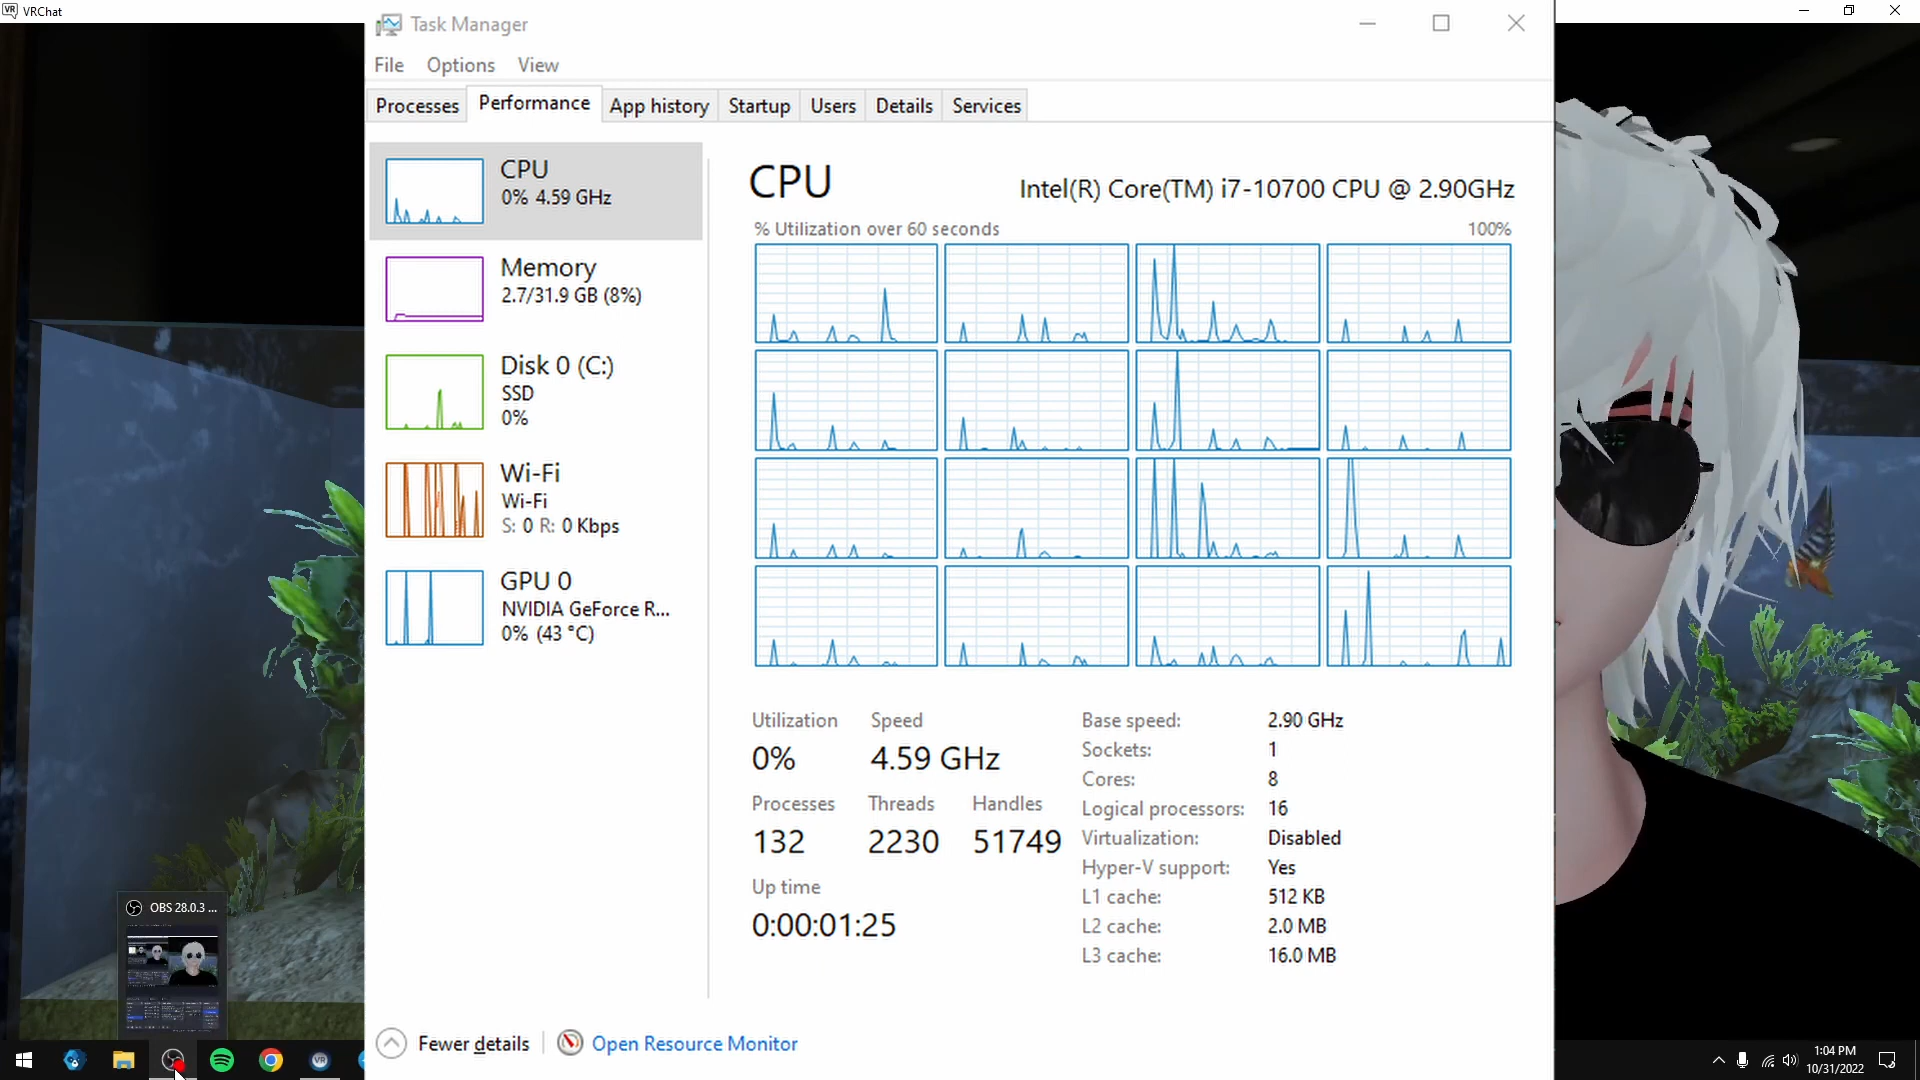 VRChat
Task Manager
File Options View
Processes Performance App history Startup Users Details Services
CPU
0% 4.59 GHz
Memory
2.7/31.9 GB (8%)
Disk 0 (C:)
SSD
0%
Wi-Fi
Wi-Fi
S: 0 R: 0 Kbps
GPU 0
NVIDIA GeForce R...
0% (43 °C)
CPU
Intel(R) Core(TM) i7-10700 CPU @ 2.90GHz
% Utilization over 60 seconds 100%
Utilization Speed
0% 4.59 GHz
Processes Threads Handles
132 2230 51749
Up time
0:00:01:25
Base speed: 2.90 GHz
Sockets: 1
Cores: 8
Logical processors: 16
Virtualization: Disabled
Hyper-V support: Yes
L1 cache: 512 KB
L2 cache: 2.0 MB
L3 cache: 16.0 MB
Fewer details Open Resource Monitor
OBS 28.0.3 ...
VR
1:04 PM
10/31/2022